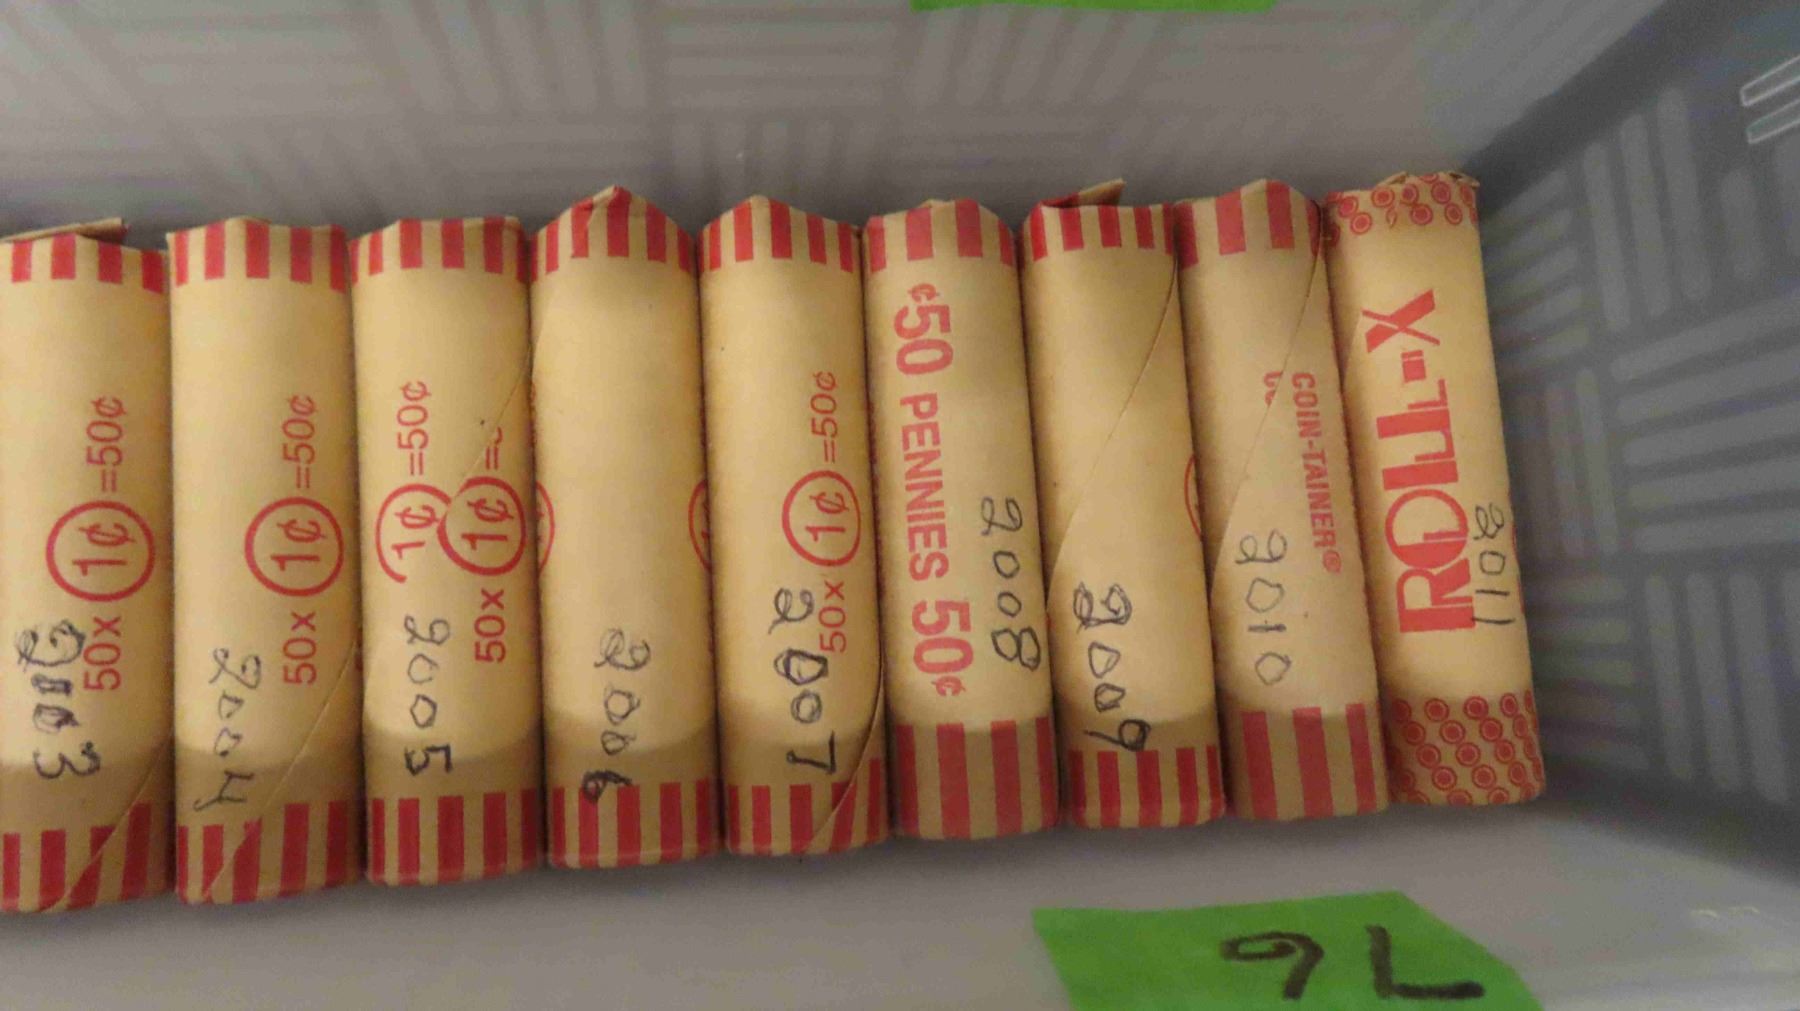 50x 1¢ =50¢
2003
50x 1¢ =50¢
2004
1¢ =50¢
50x 1¢ =
2005
2006
50x 1¢ =50¢
2007
¢50 PENNIES 50¢
2008
2009
COIN-TAINER®
2010
ROLL-X
2011